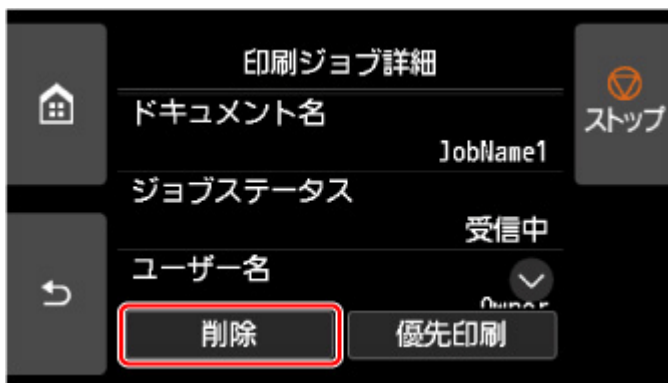 印刷ジョブ詳細
ドキュメント名
JobName1
ストップ
ジョブステータス
受信中
ユーザー名
Owner
削除
優先印刷